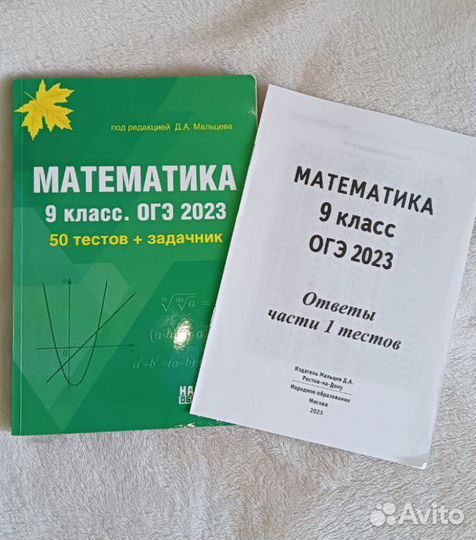 под редакцией Д.А. Мальцева
МАТЕМАТИКА
9 класс. ОГЭ 2023
50 тестов + задачник
y
0
x
МАТЕМАТИКА
9 класс
ОГЭ 2023
Ответы
части 1 тестов
Издатель Мальцев Д.А.
Ростов-на-Дону
Народное образование
Москва
2023
Avito